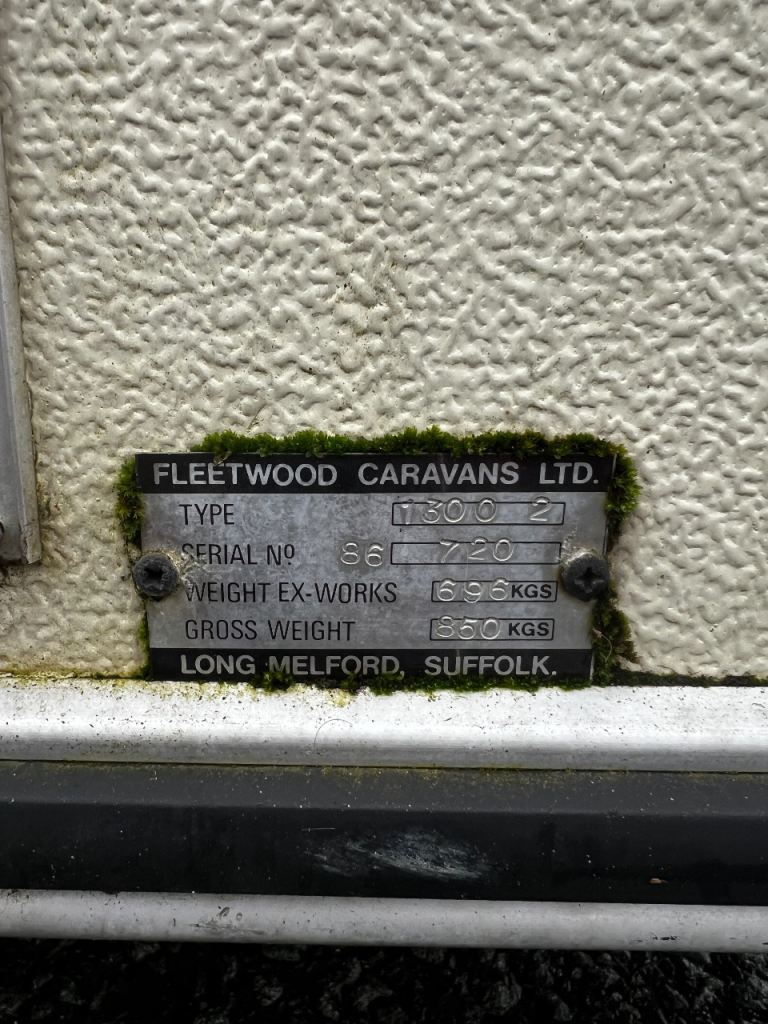 FLEETWOOD CARAVANS LTD.
TYPE 1300 2
SERIAL Nº 86 720
WEIGHT EX-WORKS 696 KGS
GROSS WEIGHT 850 KGS
LONG MELFORD, SUFFOLK.